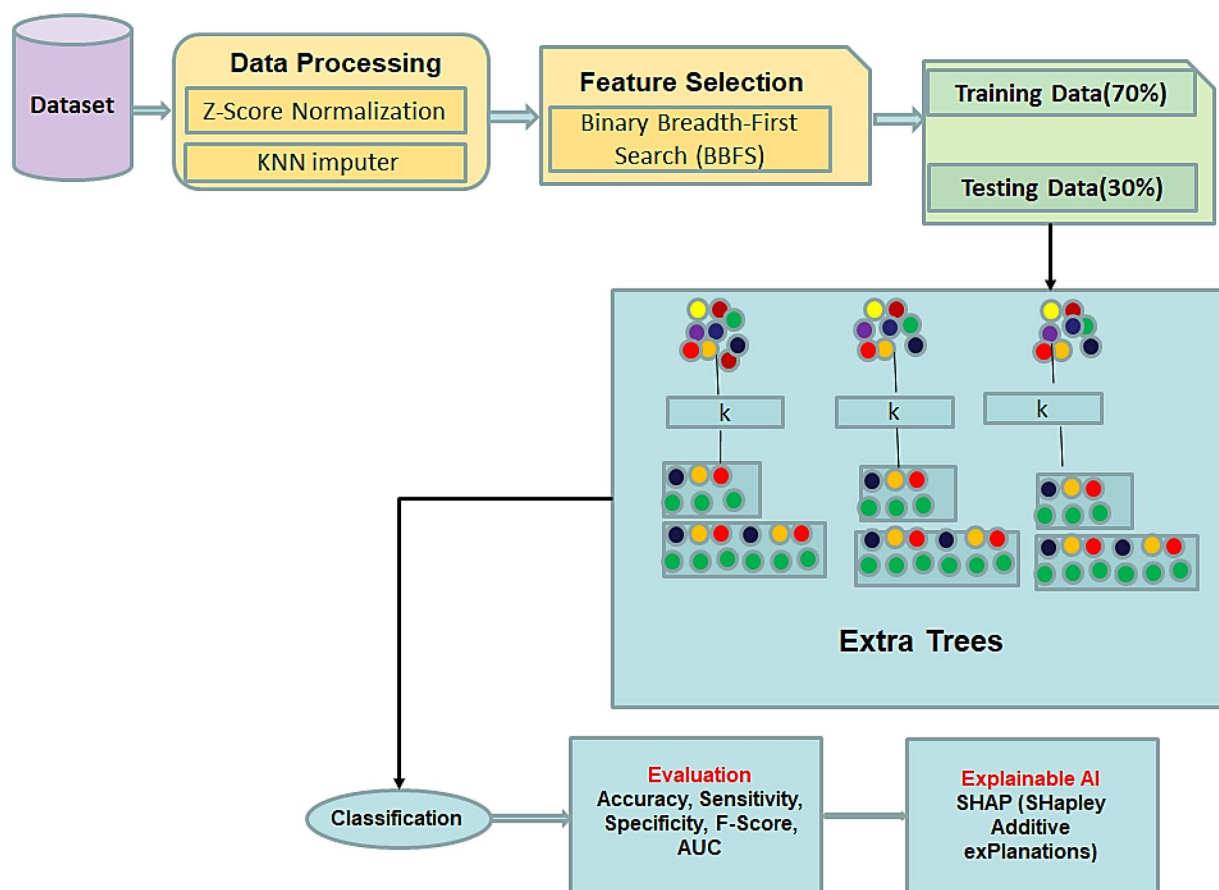 Dataset
Data Processing
Z-Score Normalization
KNN imputer
Feature Selection
Binary Breadth-First
Search (BBFS)
Training Data(70%)
Testing Data(30%)
k
k
k
Extra Trees
Classification
Evaluation
Accuracy, Sensitivity,
Specificity, F-Score,
AUC
Explainable AI
SHAP (SHapley
Additive
exPlanations)